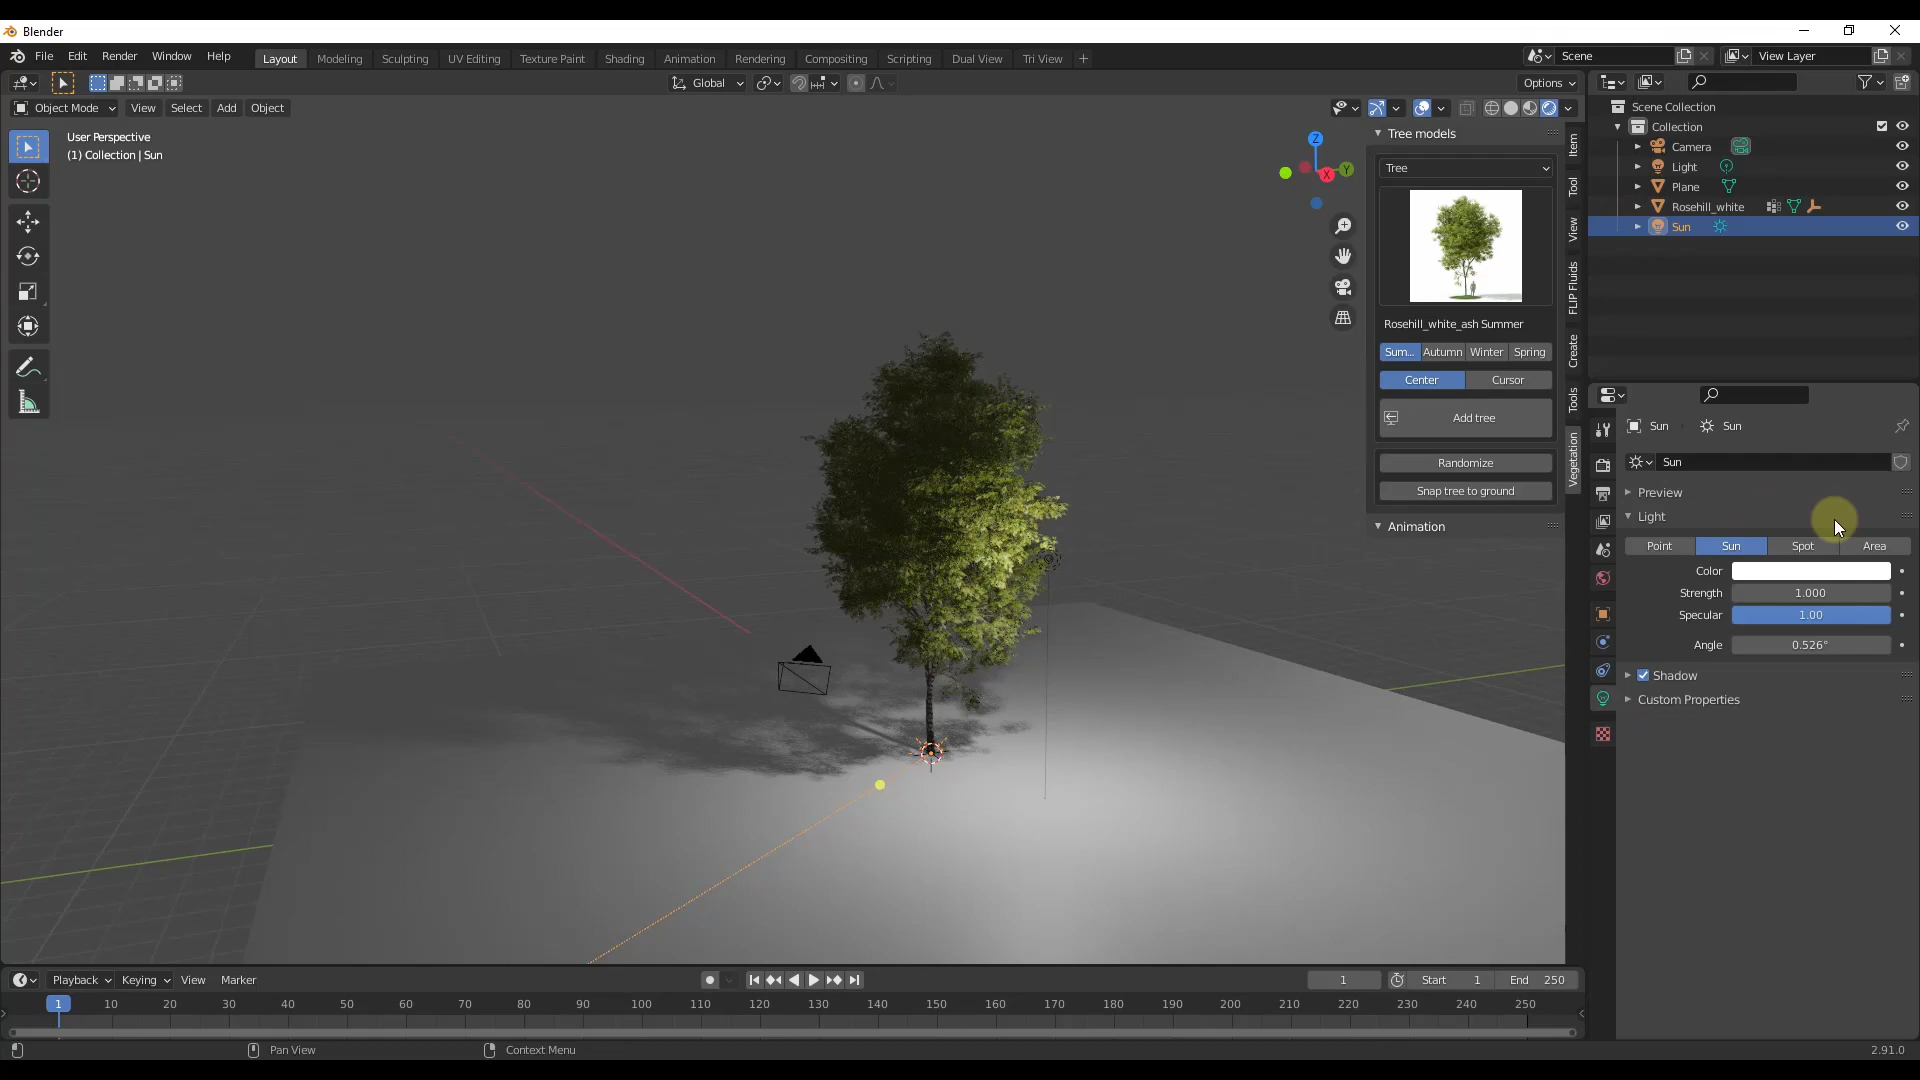 Blender
File Edit Render Window Help
Layout Modeling Sculpting UV Editing Texture Paint Shading Animation Rendering Compositing Scripting Geometry Dual View Tri View +
Scene
View Layer
Global
Options
Object Mode View Select Add Object
User Perspective
(1) Collection | Sun
Z
Y
X
Tree models
Tree
Rosehill_white_ash Summer
Sum... Autumn Winter Spring
Center Cursor
Add tree
Randomize
Snap tree to ground
Animation
Item
Tool
View
FLIP Fluids
Create
Tools
Vegetation
Scene Collection
Collection
Camera
Light
Plane
Rosehill_white
Sun
Sun Sun
Sun
Preview
Light
Point Sun Spot Area
Color
Strength 1.000
Specular 1.00
Angle 0.526°
Shadow
Custom Properties
Playback Keying View Marker
1 Start 1 End 250
1 10 20 30 40 50 60 70 80 90 100 110 120 130 140 150 160 170 180 190 200 210 220 230 240 250
Pan View Context Menu
2.91.0